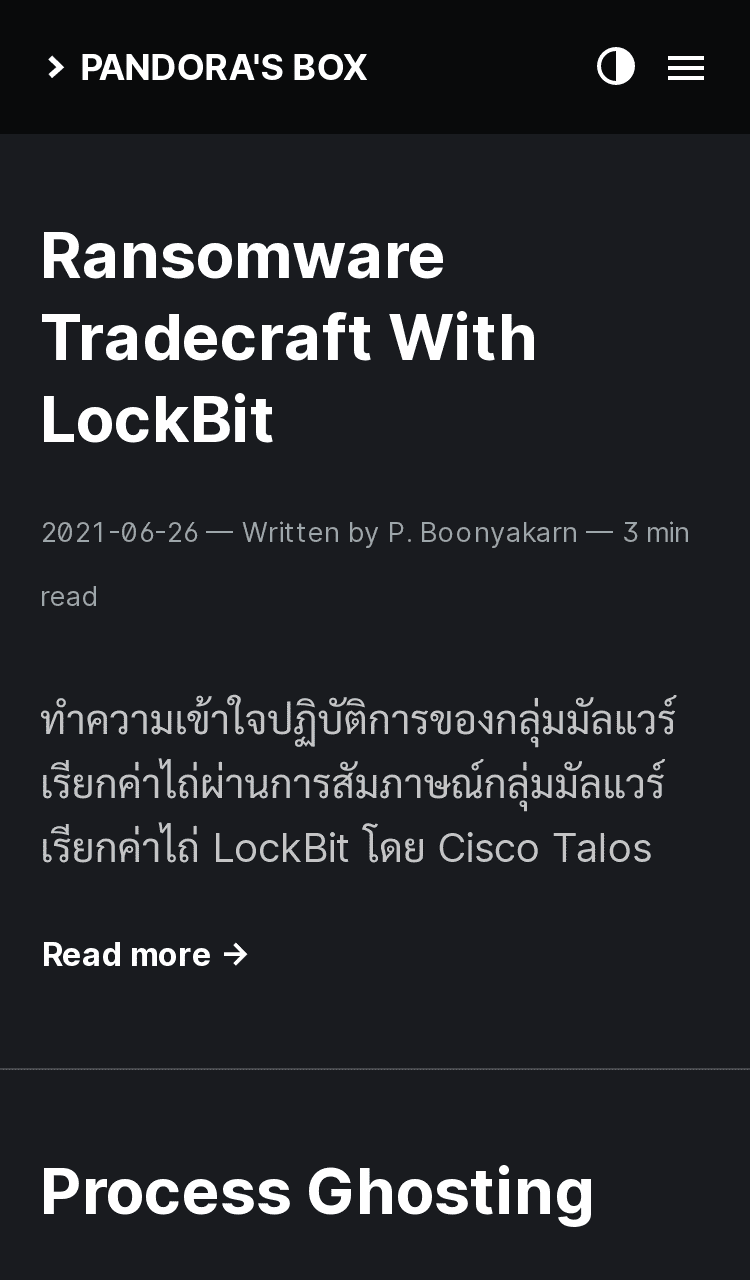 PANDORA'S BOX
Ransomware
Tradecraft With
LockBit
2021-06-26 — Written by P. Boonyakarn — 3 min
read
ทำความเข้าใจปฏิบัติการของกลุ่มมัลแวร์
เรียกค่าไถ่ผ่านการสัมภาษณ์กลุ่มมัลแวร์
เรียกค่าไถ่ LockBit โดย Cisco Talos
Read more →
Process Ghosting